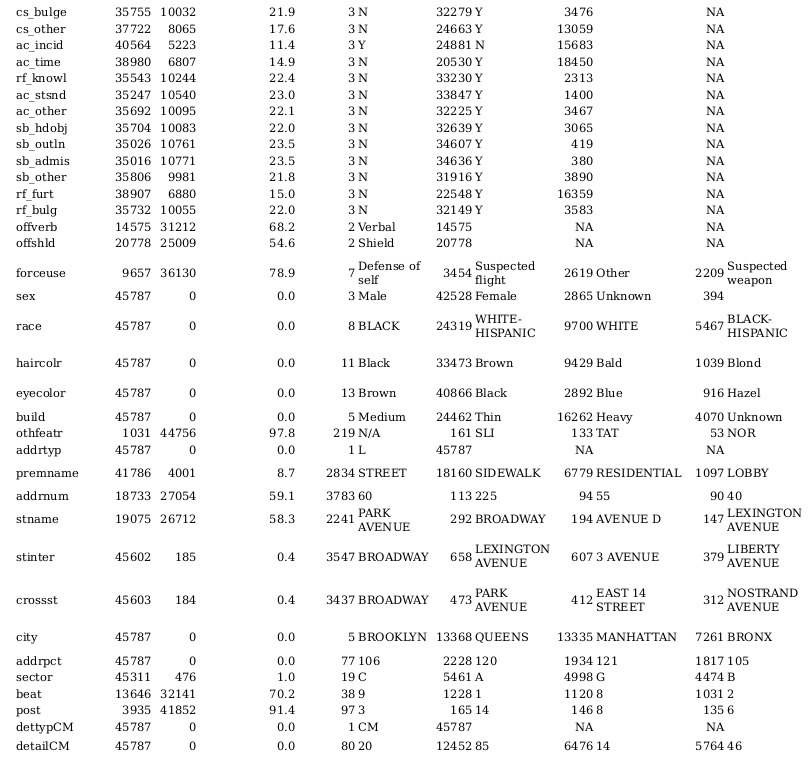 cs_bulge 35755 10032 21.9 3 N 32279 Y 3476 NA
cs_other 37722 8065 17.6 3 N 24663 Y 13059 NA
ac_incid 40564 5223 11.4 3 Y 24881 N 15683 NA
ac_time 38980 6807 14.9 3 N 20530 Y 18450 NA
rf_knowl 35543 10244 22.4 3 N 33230 Y 2313 NA
ac_stsnd 35247 10540 23.0 3 N 33847 Y 1400 NA
ac_other 35692 10095 22.1 3 N 32225 Y 3467 NA
sb_hdobj 35704 10083 22.0 3 N 32639 Y 3065 NA
sb_outln 35026 10761 23.5 3 N 34607 Y 419 NA
sb_admis 35016 10771 23.5 3 N 34636 Y 380 NA
sb_other 35806 9981 21.8 3 N 31916 Y 3890 NA
rf_furt 38907 6880 15.0 3 N 22548 Y 16359 NA
rf_bulg 35732 10055 22.0 3 N 32149 Y 3583 NA
offverb 14575 31212 68.2 2 Verbal 14575 NA NA
offshld 20778 25009 54.6 2 Shield 20778 NA NA
forceuse 9657 36130 78.9 7 Defense of self 3454 Suspected flight 2619 Other 2209 Suspected weapon
sex 45787 0 0.0 3 Male 42528 Female 2865 Unknown 394
race 45787 0 0.0 8 BLACK 24319 WHITE-HISPANIC 9700 WHITE 5467 BLACK-HISPANIC
haircolr 45787 0 0.0 11 Black 33473 Brown 9429 Bald 1039 Blond
eyecolor 45787 0 0.0 13 Brown 40866 Black 2892 Blue 916 Hazel
build 45787 0 0.0 5 Medium 24462 Thin 16262 Heavy 4070 Unknown
othfeatr 1031 44756 97.8 219 N/A 161 SLI 133 TAT 53 NOR
addrtyp 45787 0 0.0 1 L 45787 NA NA
premname 41786 4001 8.7 2834 STREET 18160 SIDEWALK 6779 RESIDENTIAL 1097 LOBBY
addrnum 18733 27054 59.1 3783 60 113 225 94 55 90 40
stname 19075 26712 58.3 2241 PARK AVENUE 292 BROADWAY 194 AVENUE D 147 LEXINGTON AVENUE
stinter 45602 185 0.4 3547 BROADWAY 658 LEXINGTON AVENUE 607 3 AVENUE 379 LIBERTY AVENUE
crossst 45603 184 0.4 3437 BROADWAY 473 PARK AVENUE 412 EAST 14 STREET 312 NOSTRAND AVENUE
city 45787 0 0.0 5 BROOKLYN 13368 QUEENS 13335 MANHATTAN 7261 BRONX
addrpct 45787 0 0.0 77 106 2228 120 1934 121 1817 105
sector 45311 476 1.0 19 C 5461 A 4998 G 4474 B
beat 13646 32141 70.2 38 9 1228 1 1120 8 1031 2
post 3935 41852 91.4 97 3 165 14 146 8 135 6
dettypCM 45787 0 0.0 1 CM 45787 NA NA
detailCM 45787 0 0.0 80 20 12452 85 6476 14 5764 46